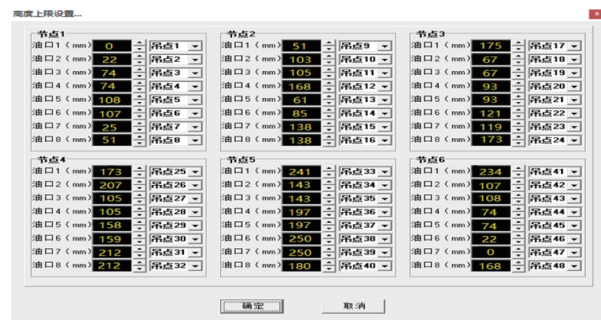 高度上限设置...
节点1
油口1（mm） 0 吊点1
油口2（mm） 22 吊点2
油口3（mm） 74 吊点3
油口4（mm） 74 吊点4
油口5（mm） 108 吊点5
油口6（mm） 107 吊点6
油口7（mm） 25 吊点7
油口8（mm） 51 吊点8
节点2
油口1（mm） 51 吊点9
油口2（mm） 103 吊点10
油口3（mm） 105 吊点11
油口4（mm） 168 吊点12
油口5（mm） 61 吊点13
油口6（mm） 85 吊点14
油口7（mm） 138 吊点15
油口8（mm） 138 吊点16
节点3
油口1（mm） 175 吊点17
油口2（mm） 67 吊点18
油口3（mm） 67 吊点19
油口4（mm） 93 吊点20
油口5（mm） 93 吊点21
油口6（mm） 121 吊点22
油口7（mm） 119 吊点23
油口8（mm） 173 吊点24
节点4
油口1（mm） 173 吊点25
油口2（mm） 207 吊点26
油口3（mm） 105 吊点27
油口4（mm） 105 吊点28
油口5（mm） 158 吊点29
油口6（mm） 159 吊点30
油口7（mm） 212 吊点31
油口8（mm） 212 吊点32
节点5
油口1（mm） 241 吊点33
油口2（mm） 143 吊点34
油口3（mm） 143 吊点35
油口4（mm） 197 吊点36
油口5（mm） 197 吊点37
油口6（mm） 250 吊点38
油口7（mm） 250 吊点39
油口8（mm） 180 吊点40
节点6
油口1（mm） 234 吊点41
油口2（mm） 107 吊点42
油口3（mm） 108 吊点43
油口4（mm） 74 吊点44
油口5（mm） 74 吊点45
油口6（mm） 22 吊点46
油口7（mm） 0 吊点47
油口8（mm） 168 吊点48
确定
取消